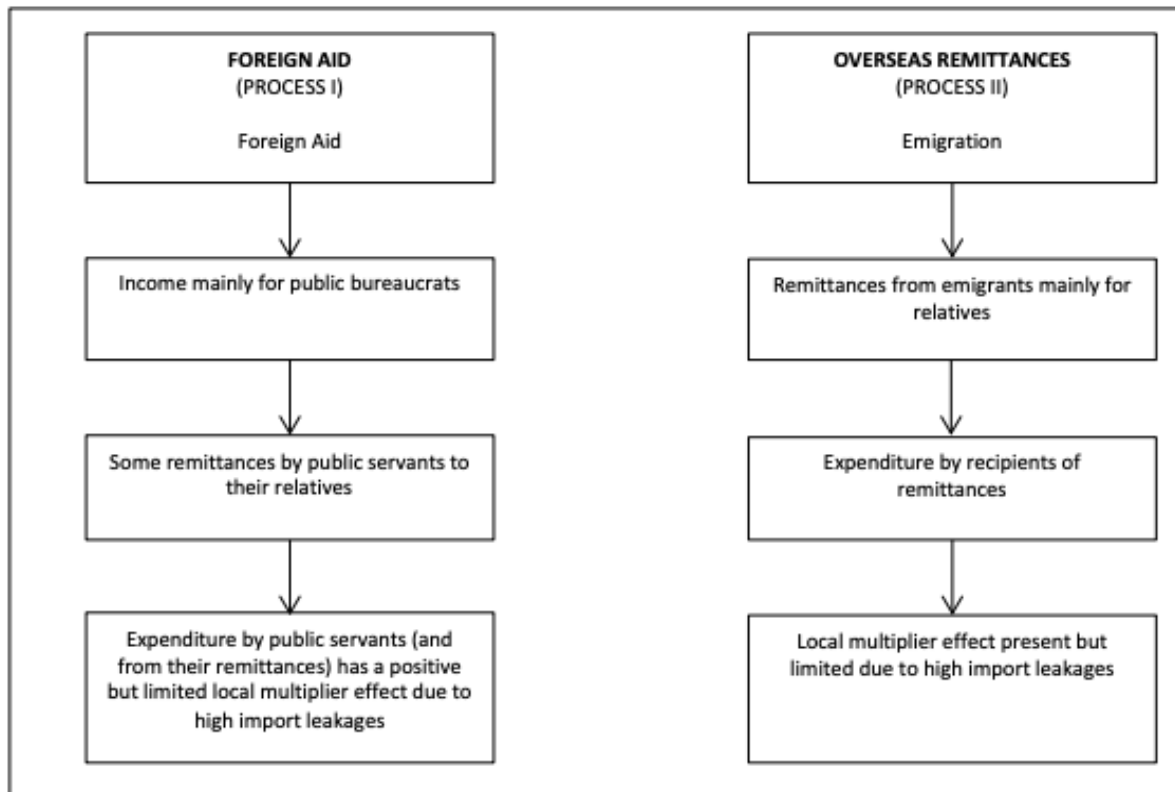 FOREIGN AID
(PROCESS I)
Foreign Aid
Income mainly for public bureaucrats
Some remittances by public servants to
their relatives
Expenditure by public servants (and
from their remittances) has a positive
but limited local multiplier effect due to
high import leakages
OVERSEAS REMITTANCES
(PROCESS II)
Emigration
Remittances from emigrants mainly for
relatives
Expenditure by recipients of
remittances
Local multiplier effect present but
limited due to high import leakages